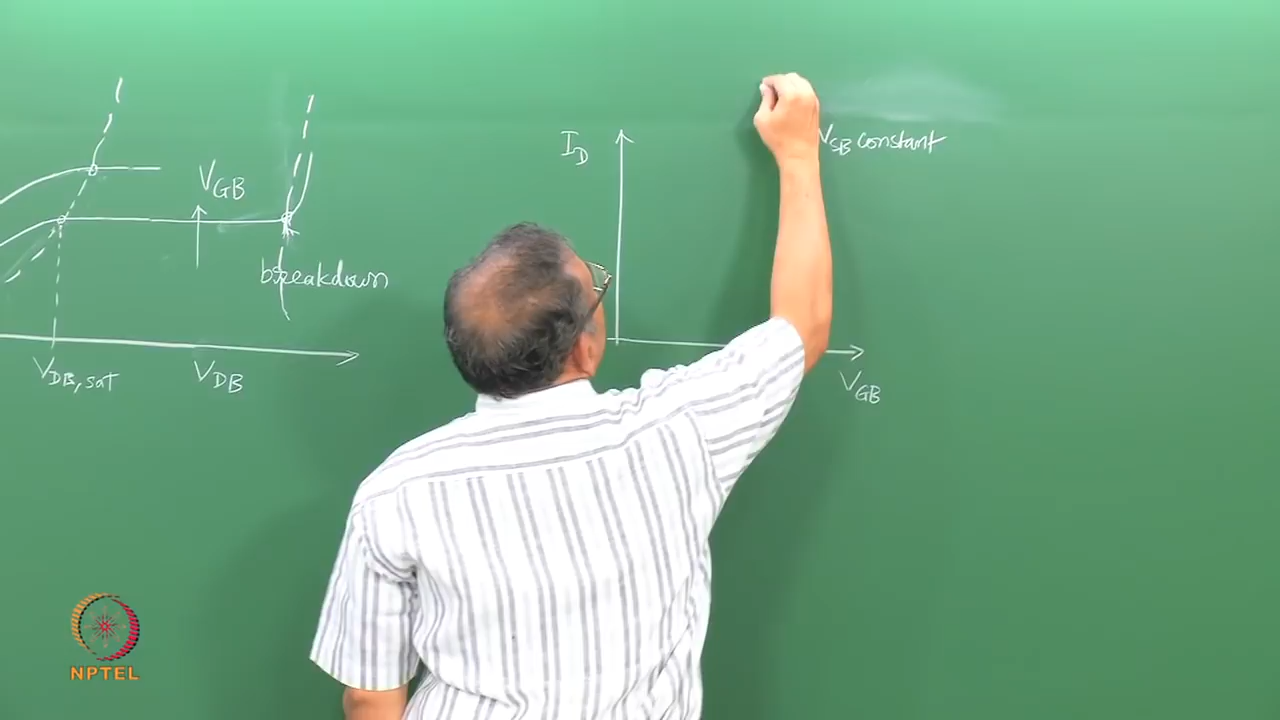 V_GB
breakdown
V_DB,sat
V_DB
I_D
V_SB constant
V_GB
NPTEL